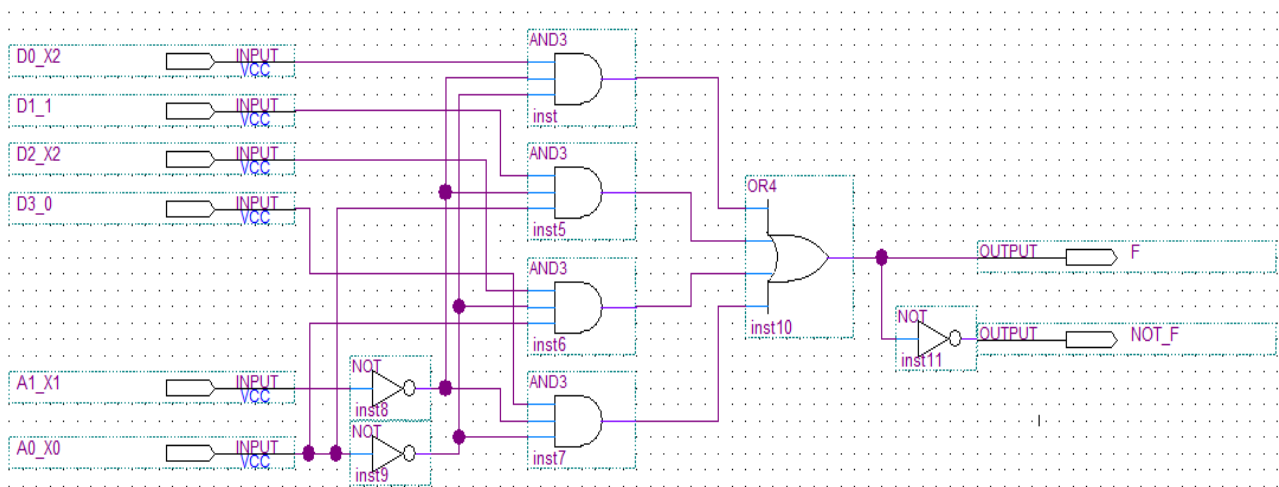 D0_X2 INPUT VCC
D1_1 INPUT VCC
D2_X2 INPUT VCC
D3_0 INPUT VCC
A1_X1 INPUT VCC
A0_X0 INPUT VCC
NOT
inst8
NOT
inst9
AND3
inst
AND3
inst5
AND3
inst6
AND3
inst7
OR4
inst10
OUTPUT F
NOT
inst11
OUTPUT NOT_F